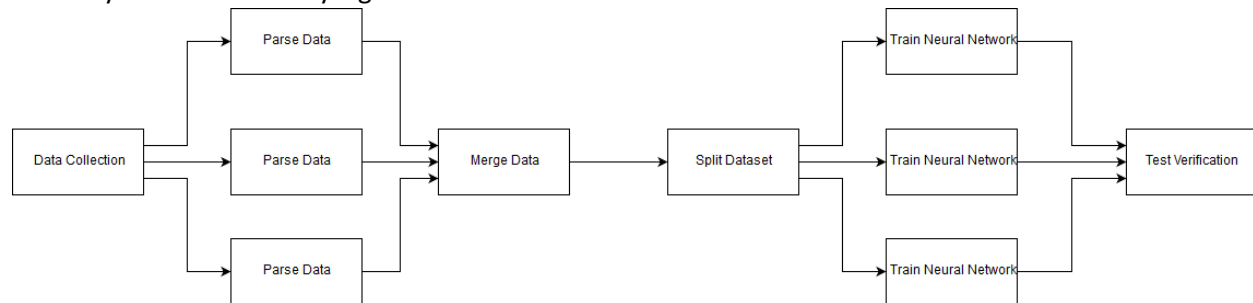 Parse Data
Train Neural Network
Data Collection
Parse Data
Merge Data
Split Dataset
Train Neural Network
Test Verification
Parse Data
Train Neural Network